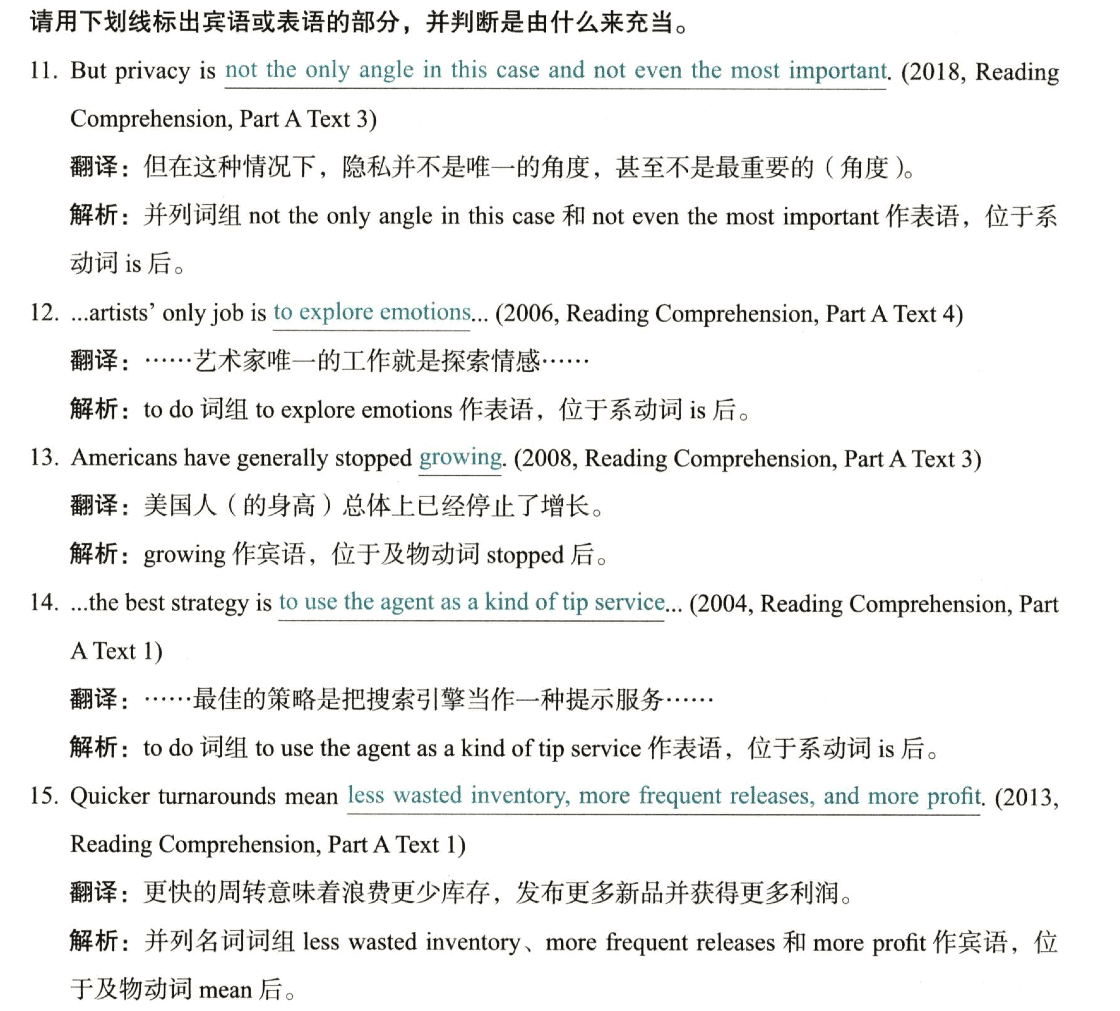 请用下划线标出宾语或表语的部分，并判断是由什么来充当。
11. But privacy is not the only angle in this case and not even the most important. (2018, Reading
Comprehension, Part A Text 3)
翻译：但在这种情况下，隐私并不是唯一的角度，甚至不是最重要的（角度）。
解析：并列词组 not the only angle in this case 和 not even the most important 作表语，位于系
动词 is 后。
12. ...artists’ only job is to explore emotions... (2006, Reading Comprehension, Part A Text 4)
翻译：……艺术家唯一的工作就是探索情感……
解析：to do 词组 to explore emotions 作表语，位于系动词 is 后。
13. Americans have generally stopped growing. (2008, Reading Comprehension, Part A Text 3)
翻译：美国人（的身高）总体上已经停止了增长。
解析：growing 作宾语，位于及物动词 stopped 后。
14. ...the best strategy is to use the agent as a kind of tip service... (2004, Reading Comprehension, Part
A Text 1)
翻译：……最佳的策略是把搜索引擎当作一种提示服务……
解析：to do 词组 to use the agent as a kind of tip service 作表语，位于系动词 is 后。
15. Quicker turnarounds mean less wasted inventory, more frequent releases, and more profit. (2013,
Reading Comprehension, Part A Text 1)
翻译：更快的周转意味着浪费更少库存，发布更多新品并获得更多利润。
解析：并列名词词组 less wasted inventory、more frequent releases 和 more profit 作宾语，位
于及物动词 mean 后。